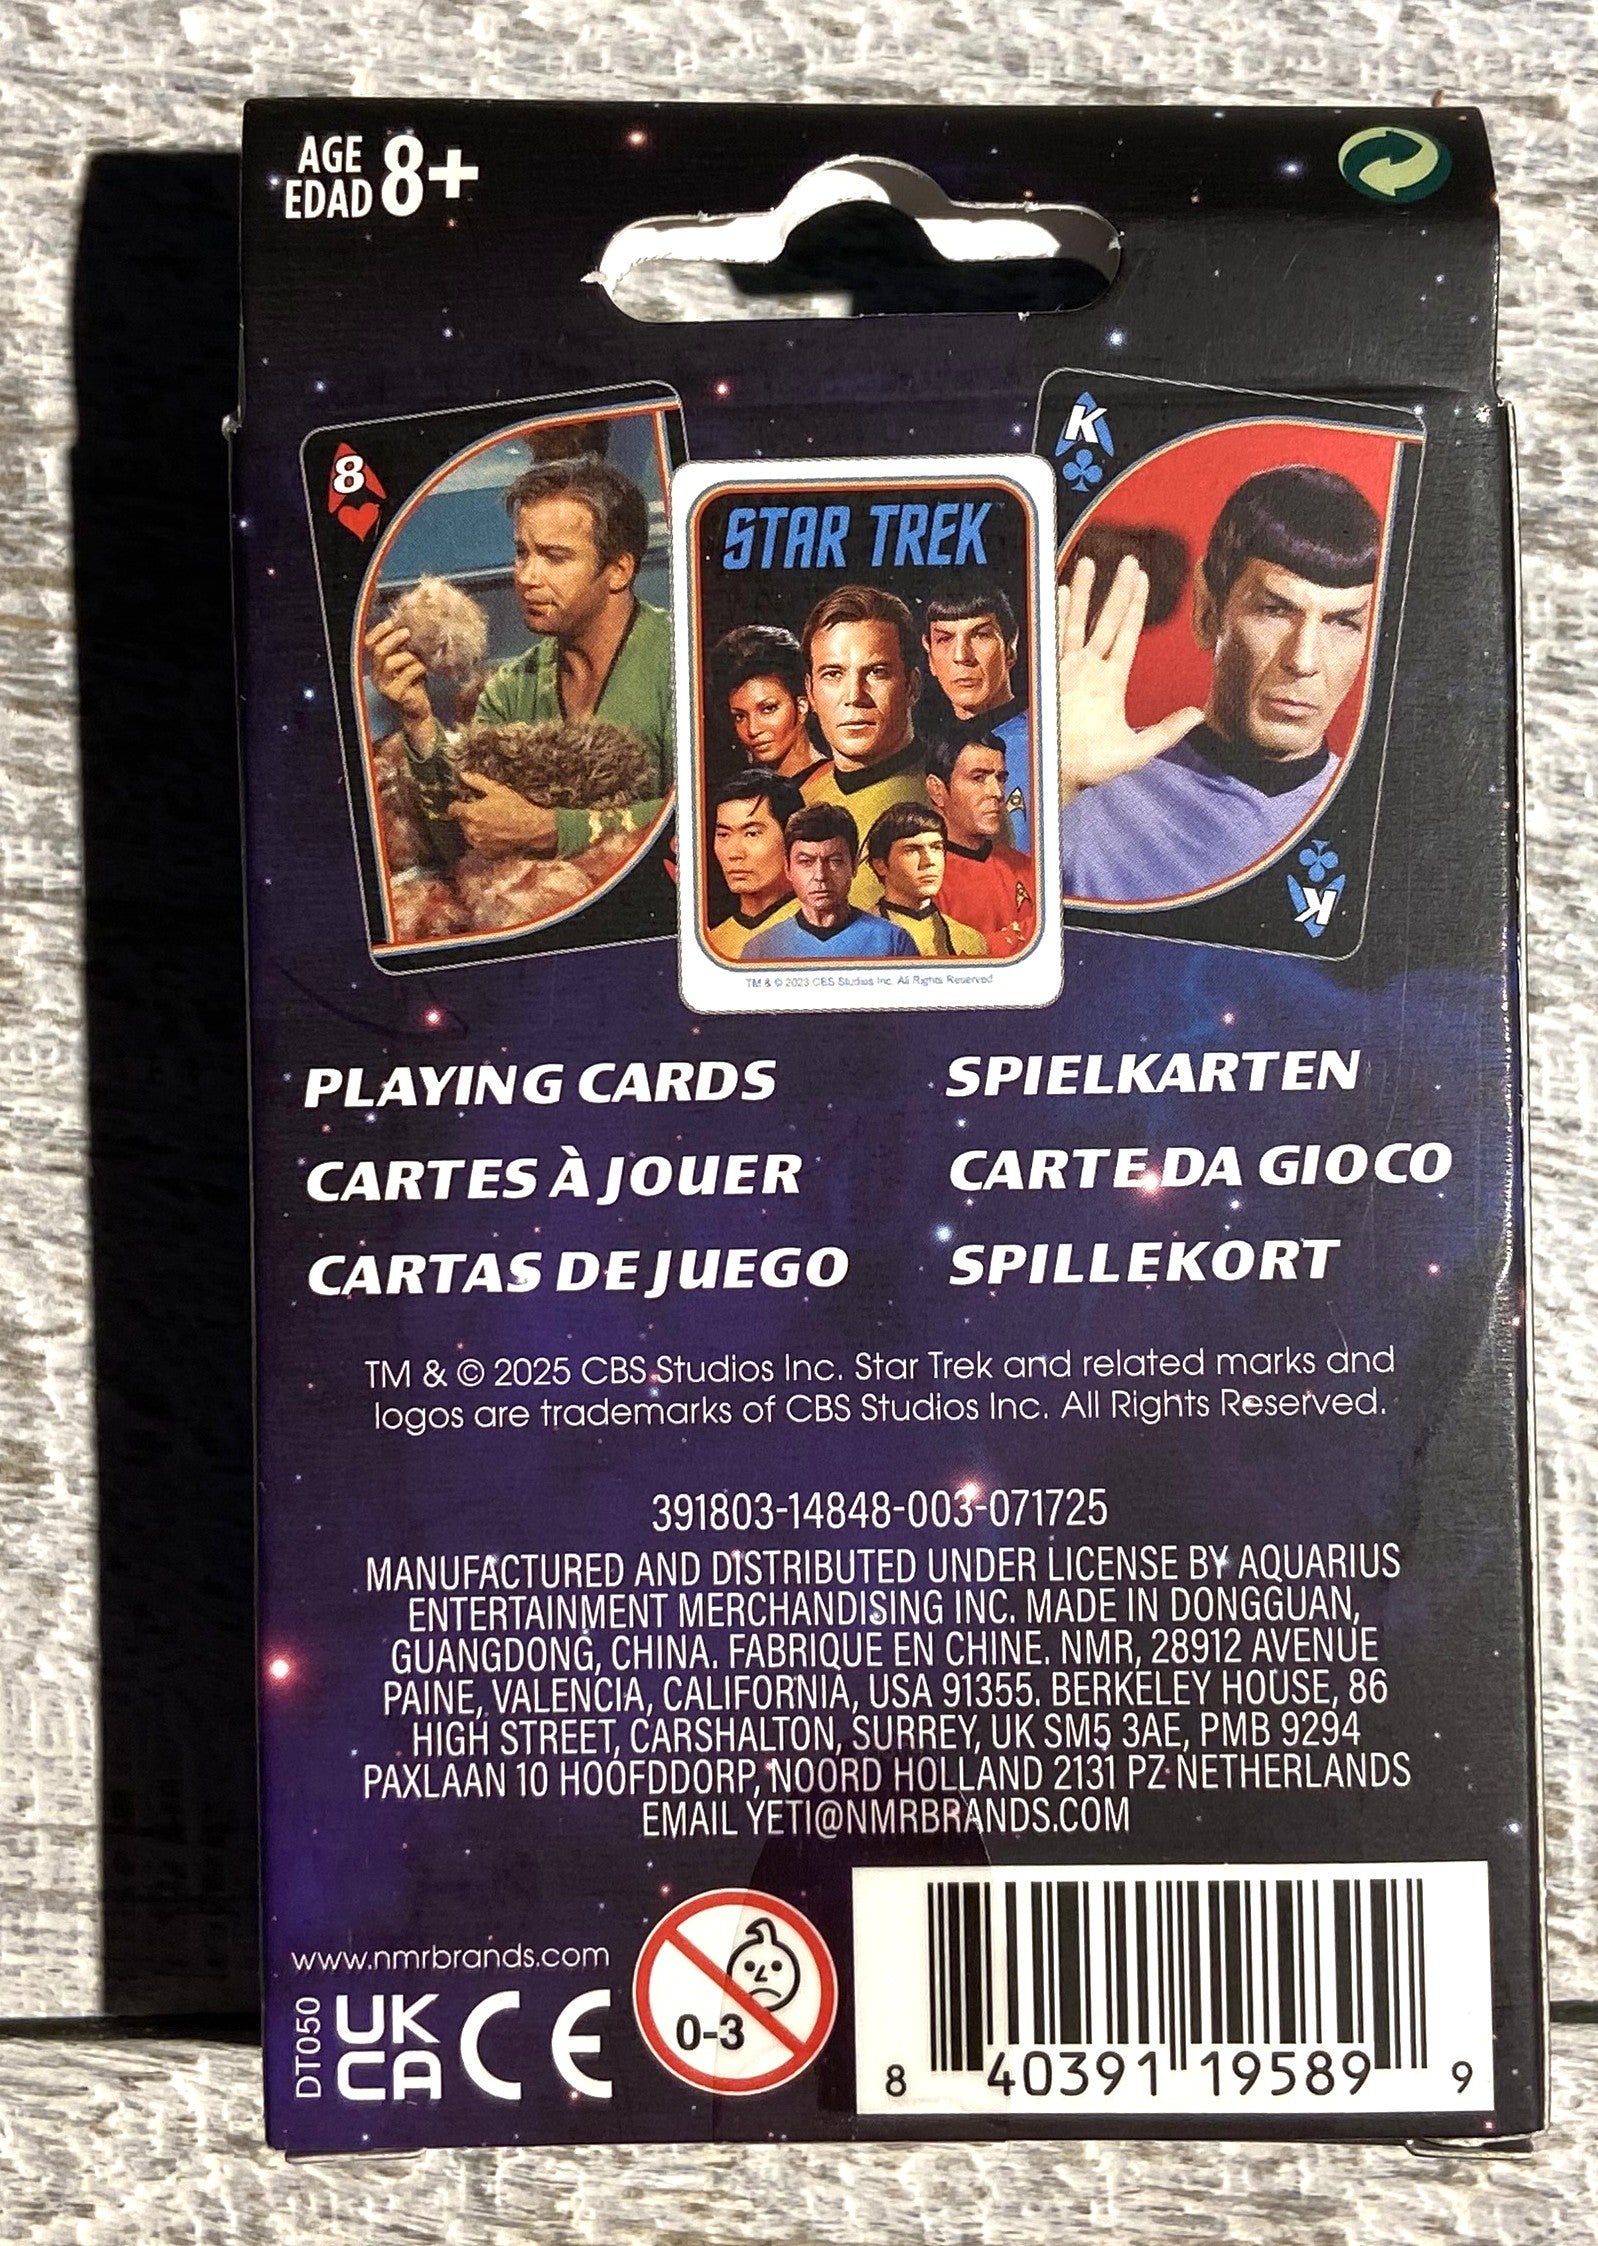 AGE
EDAD 8+
8
K
STAR TREK
TM & © 2023 CBS Studios Inc. All Rights Reserved
K
PLAYING CARDS
SPIELKARTEN
CARTES À JOUER
CARTE DA GIOCO
CARTAS DE JUEGO
SPILLEKORT
TM & © 2025 CBS Studios Inc. Star Trek and related marks and
logos are trademarks of CBS Studios Inc. All Rights Reserved.
391803-14848-003-071725
MANUFACTURED AND DISTRIBUTED UNDER LICENSE BY AQUARIUS
ENTERTAINMENT MERCHANDISING INC. MADE IN DONGGUAN,
GUANGDONG, CHINA. FABRIQUE EN CHINE. NMR, 28912 AVENUE
PAINE, VALENCIA, CALIFORNIA, USA 91355. BERKELEY HOUSE, 86
HIGH STREET, CARSHALTON, SURREY, UK SM5 3AE, PMB 9294
PAXLAAN 10 HOOFDDORP, NOORD HOLLAND 2131 PZ NETHERLANDS
EMAIL YETI@NMRBRANDS.COM
www.nmrbrands.com
DT050
UK
CA
CE
0-3
8 40391 19589 9